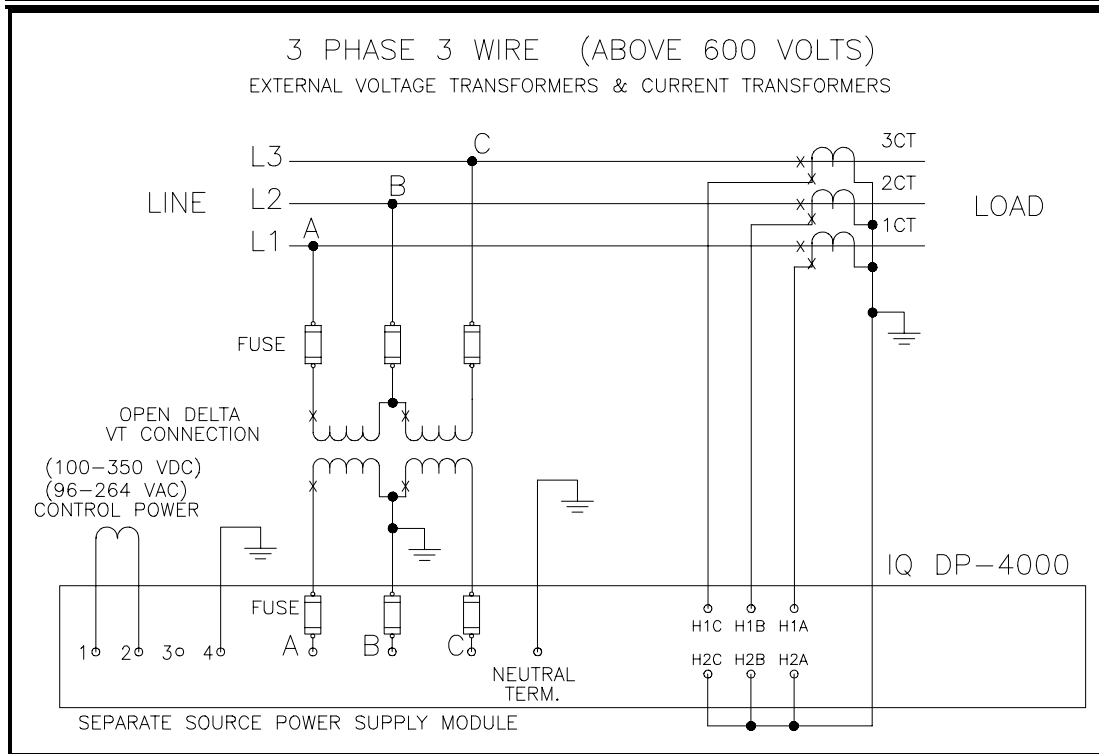 3 PHASE 3 WIRE (ABOVE 600 VOLTS)
EXTERNAL VOLTAGE TRANSFORMERS & CURRENT TRANSFORMERS
C
3CT
L3
B
2CT
LINE
L2
LOAD
A
1CT
L1
FUSE
OPEN DELTA
VT CONNECTION
(100-350 VDC)
(96-264 VAC)
CONTROL POWER
IQ DP-4000
FUSE
H1C H1B H1A
1 2 3 4
A B C
H2C H2B H2A
NEUTRAL
TERM.
SEPARATE SOURCE POWER SUPPLY MODULE